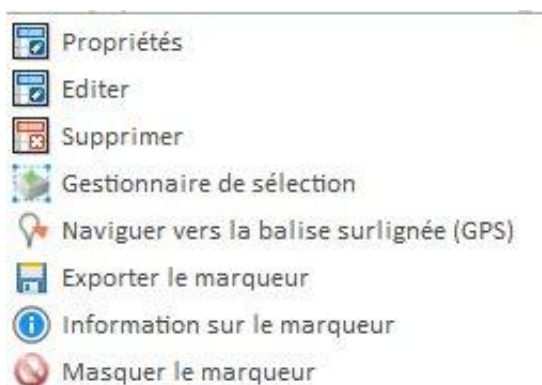 Propriétés
Editer
Supprimer
Gestionnaire de sélection
Naviguer vers la balise surlignée (GPS)
Exporter le marqueur
Information sur le marqueur
Masquer le marqueur